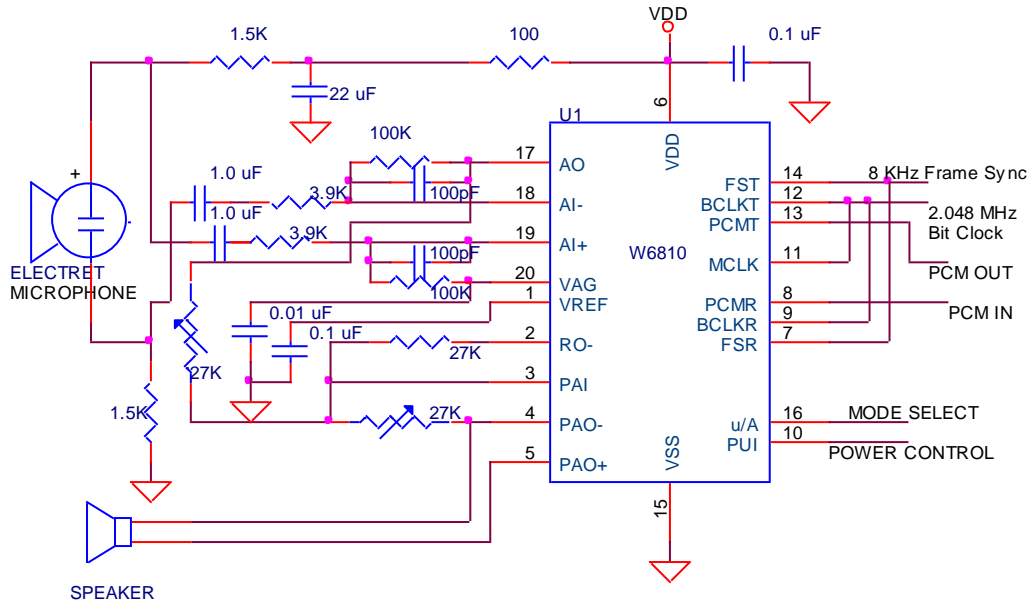 VDD
1.5K
100
0.1 uF
22 uF
6
U1
100K
VDD
17
AO
14
FST
8 KHz Frame Sync
+
1.0 uF
100pF
18
AI-
12
BCLKT
3.9K
13
PCMT
2.048 MHz
Bit Clock
1.0 uF
-
3.9K
19
AI+
W6810
100pF
11
MCLK
PCM OUT
ELECTRET
MICROPHONE
20
VAG
100K
1
VREF
8
PCMR
PCM IN
0.01 uF
0.1 uF
9
BCLKR
2
RO-
7
FSR
27K
27K
3
PAI
1.5K
27K
4
PAO-
16
u/A
MODE SELECT
10
PUI
POWER CONTROL
5
PAO+
VSS
15
SPEAKER